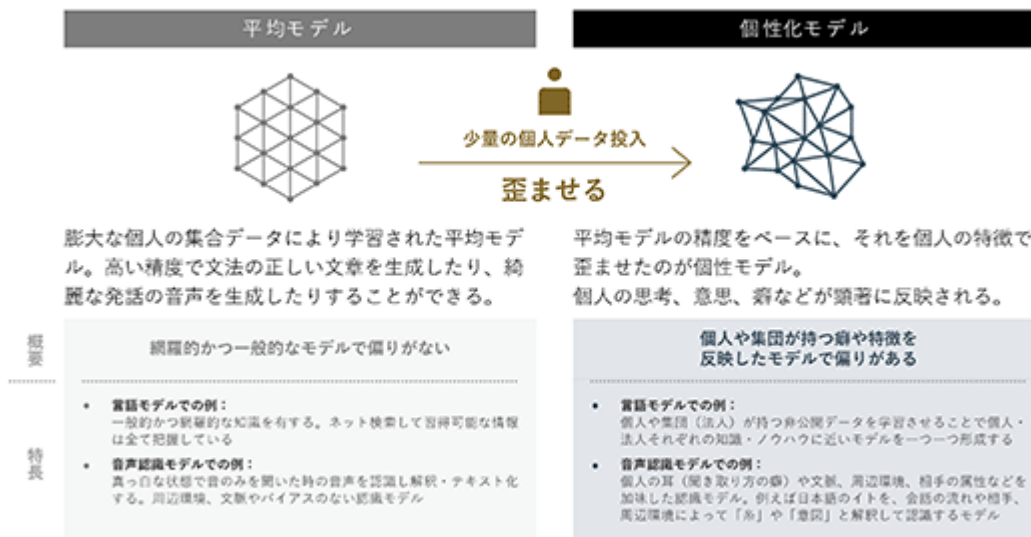 平均モデル
個性化モデル
少量の個人データ投入
歪ませる
膨大な個人の集合データにより学習された平均モデ
ル。高い精度で文法の正しい文章を生成したり、綺
麗な発話の音声を生成したりすることができる。
平均モデルの精度をベースに、それを個人の特徴で
歪ませたのが個性モデル。
個人の思考、意思、癖などが顕著に反映される。
概要
網羅的かつ一般的なモデルで偏りがない
個人や集団が持つ癖や特徴を
反映したモデルで偏りがある
特長
• 言語モデルでの例：
一般的かつ網羅的な知識を有する。ネット検索して習得可能な情報
は全て把握している
• 音声認識モデルでの例：
真っ白な状態で音のみを聞いた時の音声を認識し解釈・テキスト化
する。周辺環境、文脈やバイアスのない認識モデル
• 言語モデルでの例：
個人や集団（法人）が持つ非公開データを学習させることで個人・
法人それぞれの知識・ノウハウに近いモデルを一つ一つ形成する
• 音声認識モデルでの例：
個人の耳（聞き取り方の癖）や文脈、周辺環境、相手の属性などを
加味した認識モデル。例えば日本語のイトを、会話の流れや相手、
周辺環境によって「糸」や「意図」と解釈して認識するモデル